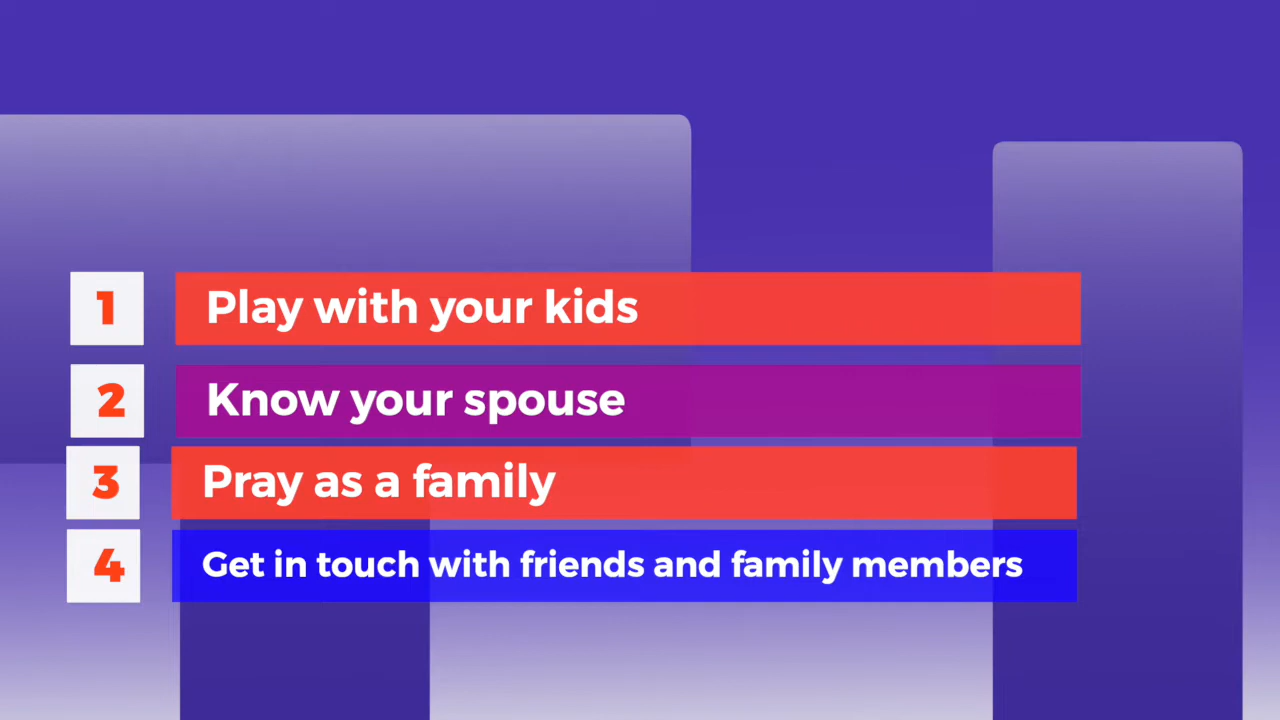 1 Play with your kids
2 Know your spouse
3 Pray as a family
4 Get in touch with friends and family members